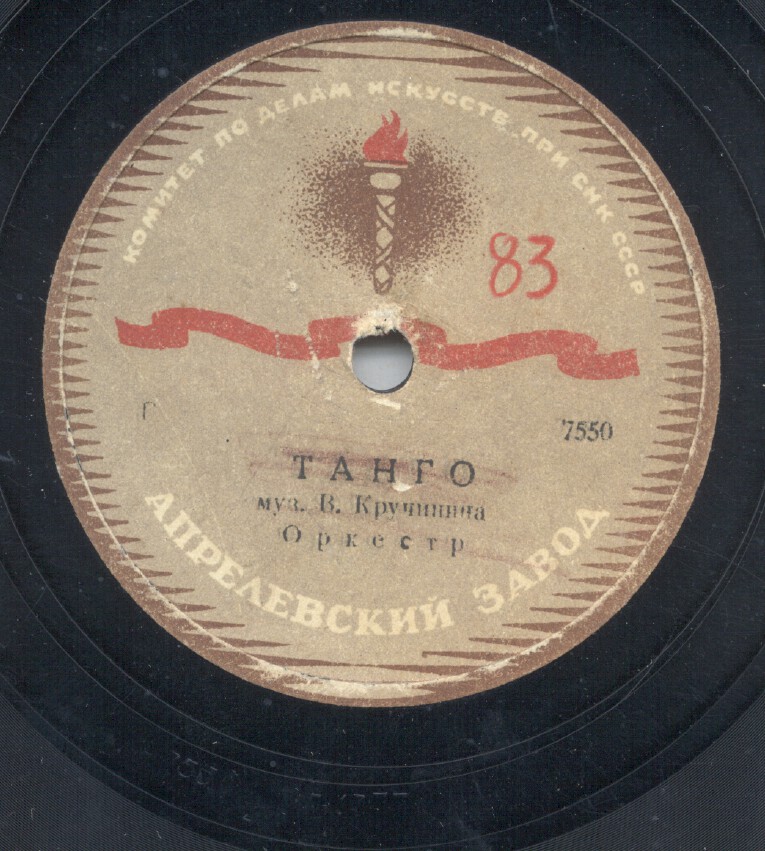 КОМИТЕТ ПО ДЕЛАМ ИСКУССТВ ПРИ СНК СССР
83
Г
7550
ТАНГО
муз. В. Кручинина
Оркестр
АПРЕЛЕВСКИЙ ЗАВОД